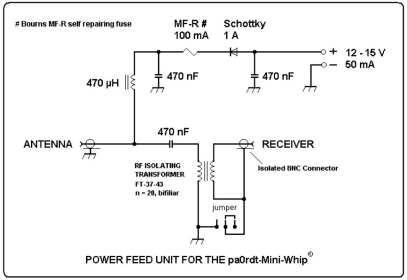 # Bourns MF-R self repairing fuse
MF-R #
100 mA
Schottky
1 A
+ 12 - 15 V
- 50 mA
470 nF
470 nF
470 µH
470 nF
ANTENNA
RECEIVER
Isolated BNC Connector
RF ISOLATING
TRANSFORMER
FT-37-43
n = 20, bifiliar
jumper
POWER FEED UNIT FOR THE pa0rdt-Mini-Whip©